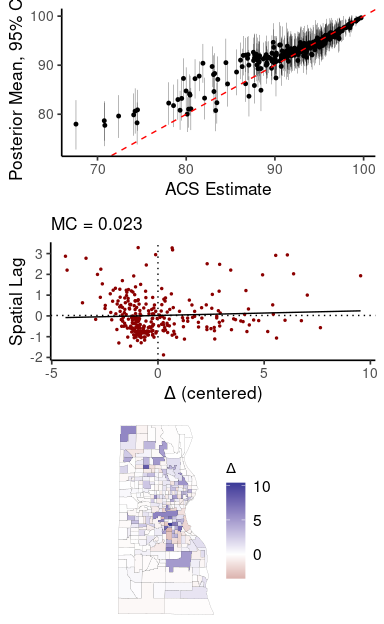 Posterior Mean, 95% C
100
90
80
70 80 90 100
ACS Estimate
MC = 0.023
Spatial Lag
3
2
1
0
-1
-2
-5 0 5 10
Δ (centered)
Δ
10
5
0